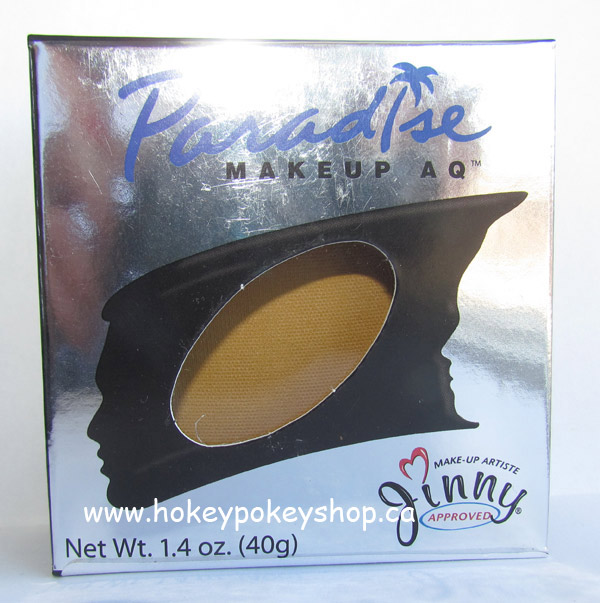 Paradise
MAKEUP AQ™
MAKE-UP ARTISTE
Jinny®
APPROVED
www.hokeypokeyshop.ca
Net Wt. 1.4 oz. (40g)